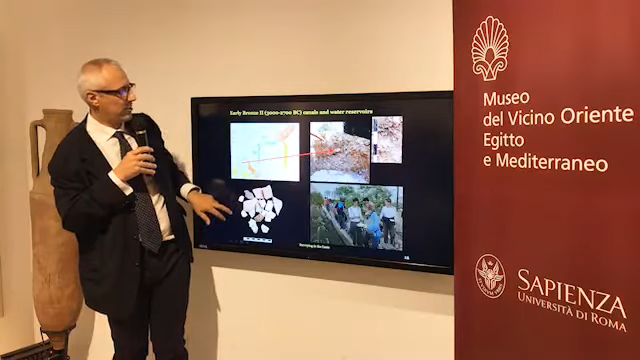 Early Bronze II (3000-2700 BC) canals and water reservoirs
Museo
del Vicino Oriente
Egitto
e Mediterraneo
SAPIENZA
UNIVERSITÀ DI ROMA